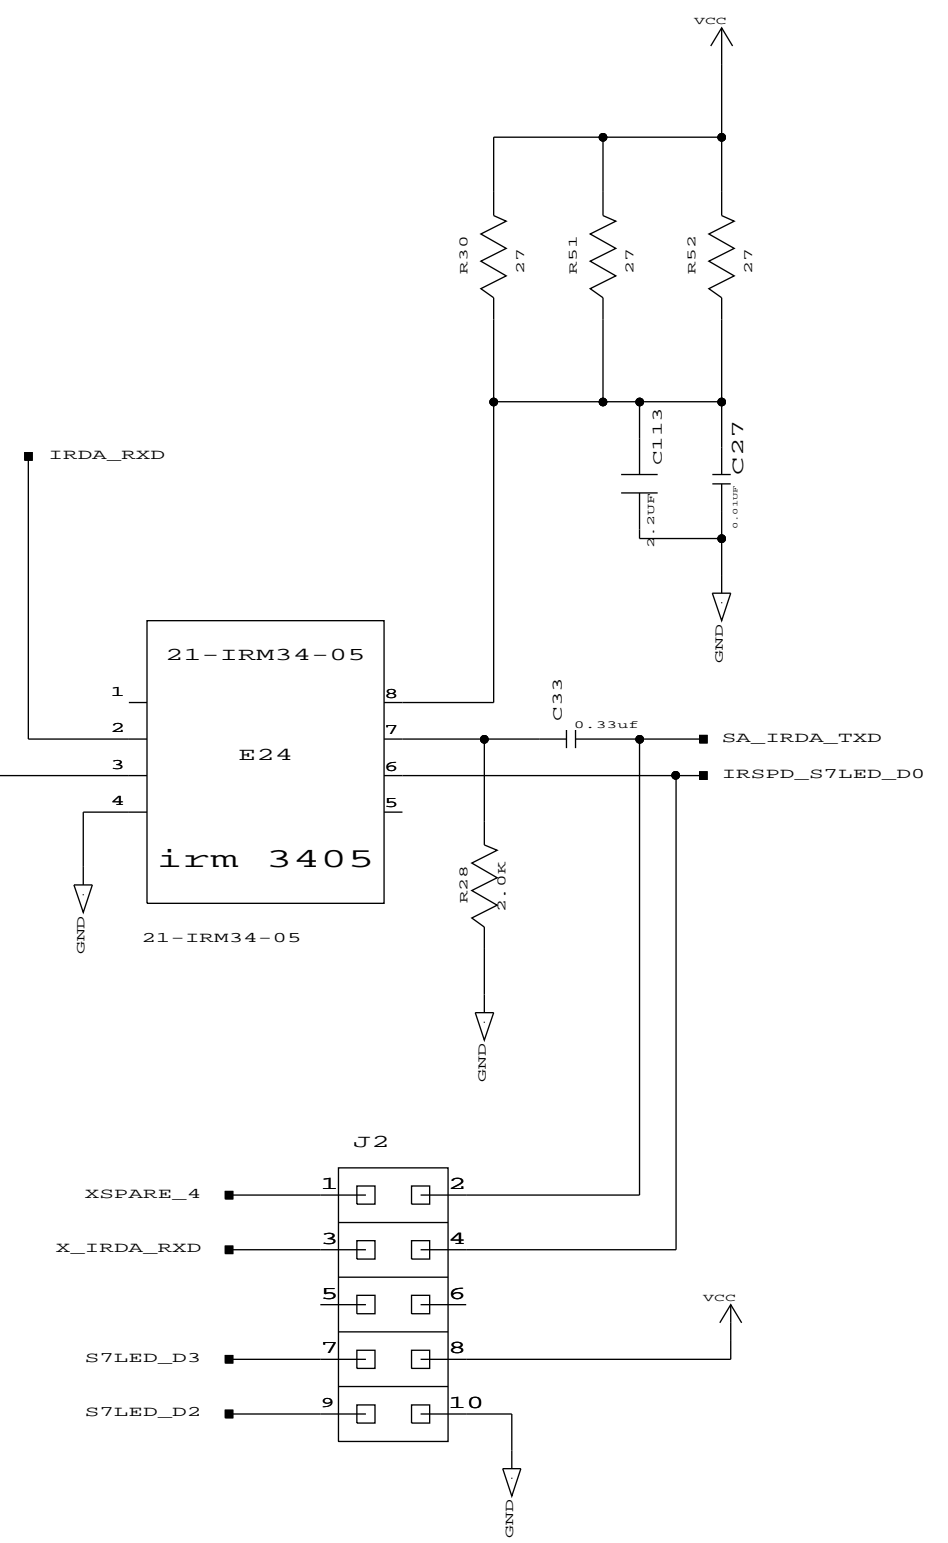 VCC
R30 27 R51 27 R52 27
C113 C27
2.2UF 0.01UF
IRDA_RXD
GND
21-IRM34-05
1 8
C33 0.33uf
2 7 SA_IRDA_TXD
E24
3 6 IRSPD_S7LED_D0
4 5
irm 3405
R28 2.0K
GND
21-IRM34-05
GND
J2
XSPARE_4 1 2
X_IRDA_RXD 3 4
5 6
VCC
S7LED_D3 7 8
S7LED_D2 9 10
GND